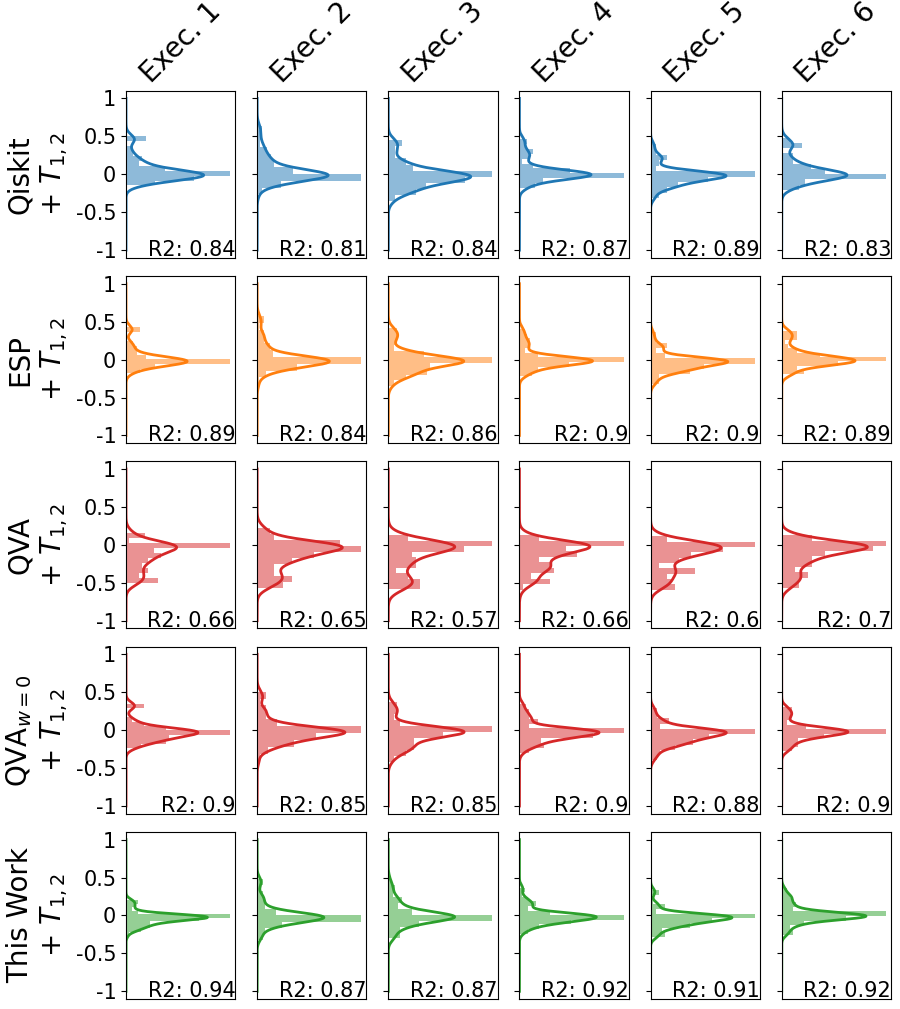 Exec. 1 Exec. 2 Exec. 3 Exec. 4 Exec. 5 Exec. 6
Qiskit
+ T1,2
1
0.5
0
-0.5
-1
R2: 0.84 R2: 0.81 R2: 0.84 R2: 0.87 R2: 0.89 R2: 0.83
ESP
+ T1,2
1
0.5
0
-0.5
-1
R2: 0.89 R2: 0.84 R2: 0.86 R2: 0.9 R2: 0.9 R2: 0.89
QVA
+ T1,2
1
0.5
0
-0.5
-1
R2: 0.66 R2: 0.65 R2: 0.57 R2: 0.66 R2: 0.6 R2: 0.7
QVAw=0
+ T1,2
1
0.5
0
-0.5
-1
R2: 0.9 R2: 0.85 R2: 0.85 R2: 0.9 R2: 0.88 R2: 0.9
This Work
+ T1,2
1
0.5
0
-0.5
-1
R2: 0.94 R2: 0.87 R2: 0.87 R2: 0.92 R2: 0.91 R2: 0.92